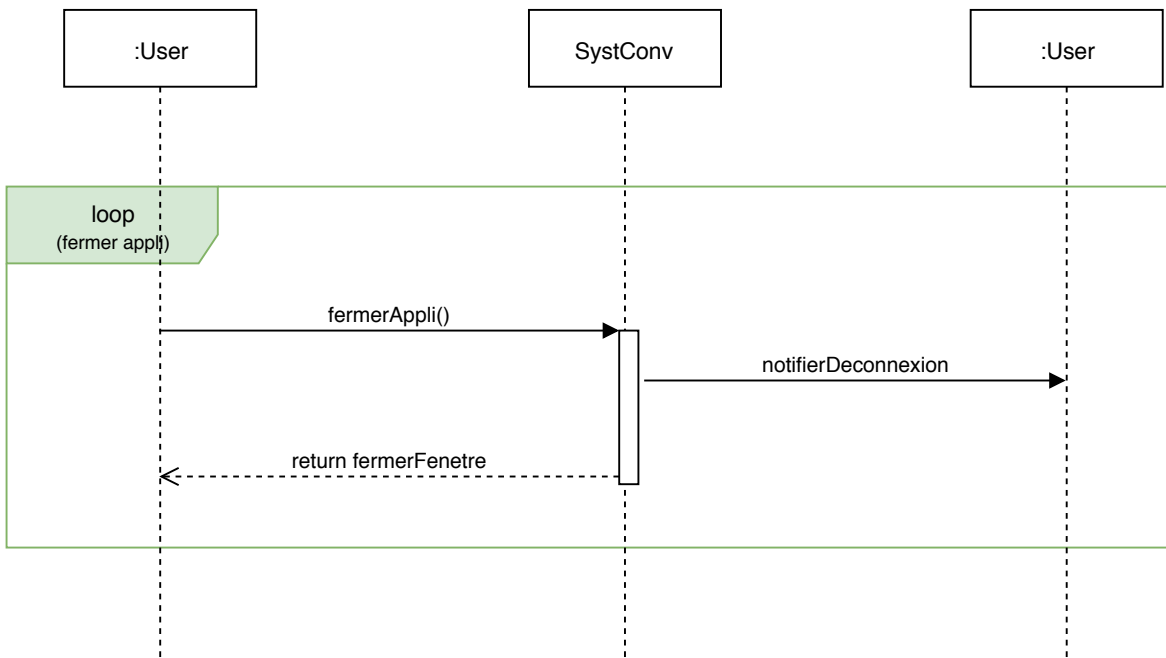 :User
SystConv
:User
loop
(fermer appli)
fermerAppli()
notifierDeconnexion
return fermerFenetre